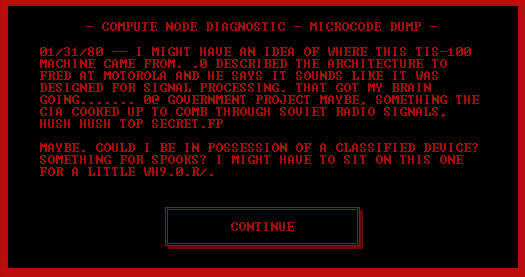 - COMPUTE NODE DIAGNOSTIC - MICROCODE DUMP -
01/31/80 -- I MIGHT HAVE AN IDEA OF WHERE THIS TIS-100
MACHINE CAME FROM. .0 DESCRIBED THE ARCHITECTURE TO
FRED AT MOTOROLA AND HE SAYS IT SOUNDS LIKE IT WAS
DESIGNED FOR SIGNAL PROCESSING. THAT GOT MY BRAIN
GOING....... 0@ GOVERNMENT PROJECT MAYBE, SOMETHING THE
CIA COOKED UP TO COMB THROUGH SOVIET RADIO SIGNALS,
HUSH HUSH TOP SECRET.FP
MAYBE. COULD I BE IN POSSESSION OF A CLASSIFIED DEVICE?
SOMETHING FOR SPOOKS? I MIGHT HAVE TO SIT ON THIS ONE
FOR A LITTLE WH9.0.R/.
CONTINUE